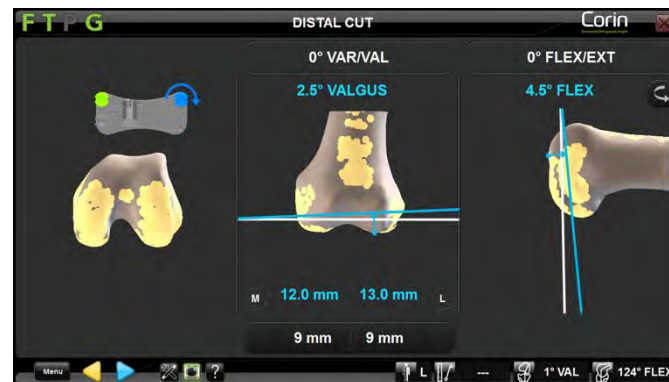 F T P G
DISTAL CUT
Corin
0° VAR/VAL
0° FLEX/EXT
2.5° VALGUS
4.5° FLEX
M
12.0 mm
13.0 mm
L
9 mm
9 mm
Menu
?
L
---
1° VAL
124° FLEX